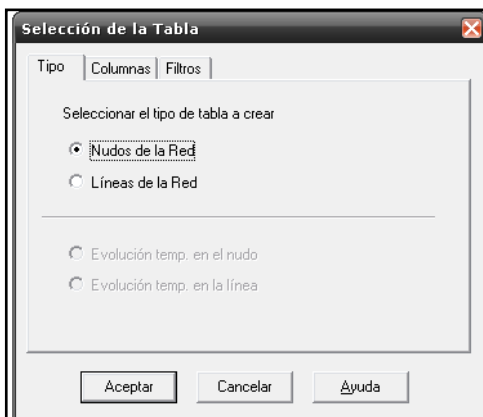 Selección de la Tabla
Tipo Columnas Filtros
Seleccionar el tipo de tabla a crear
Nudos de la Red
Líneas de la Red
Evolución temp. en el nudo
Evolución temp. en la línea
Aceptar Cancelar Ayuda